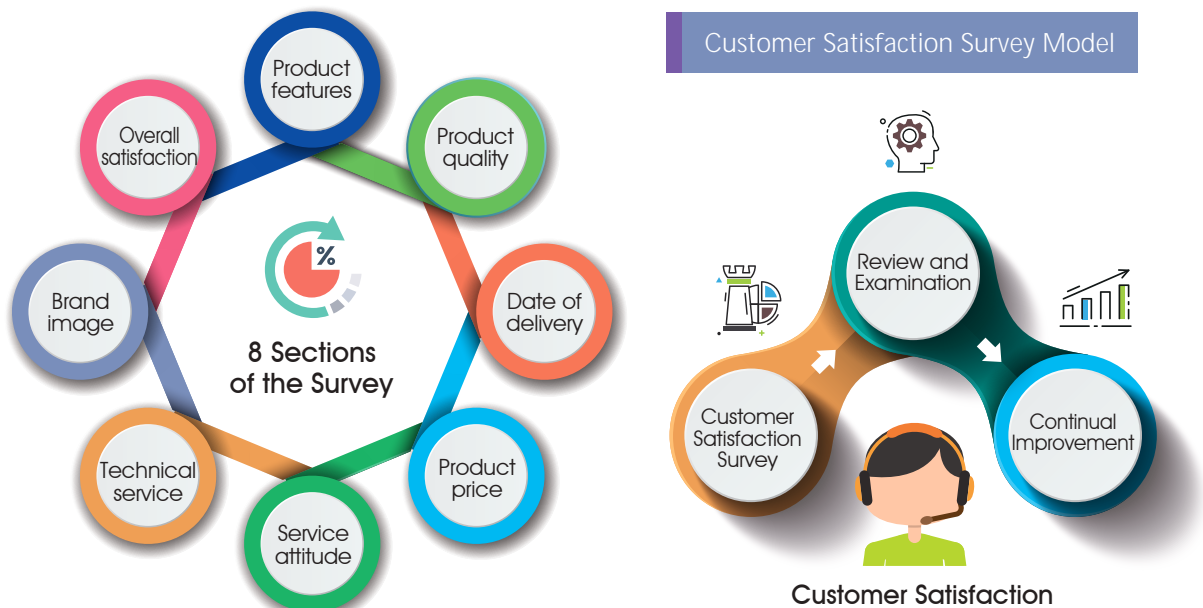 Product
features
Product
quality
Date of
delivery
Product
price
Service
attitude
Technical
service
Brand
image
Overall
satisfaction
%
8 Sections
of the Survey
Customer Satisfaction Survey Model
Customer
Satisfaction
Survey
Review and
Examination
Continual
Improvement
Customer Satisfaction